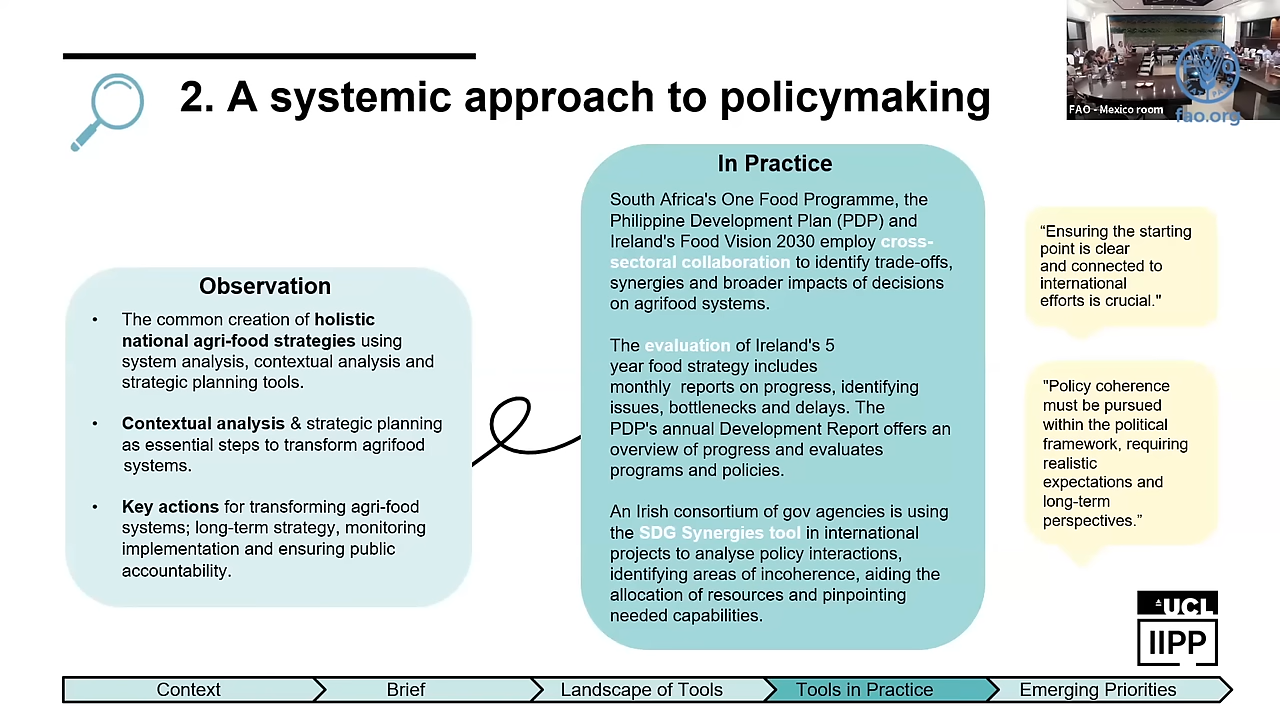 2. A systemic approach to policymaking
FAO - Mexico room
FAO
fao.org
Observation
• The common creation of holistic
national agri-food strategies using
system analysis, contextual analysis and
strategic planning tools.
• Contextual analysis & strategic planning
as essential steps to transform agrifood
systems.
• Key actions for transforming agri-food
systems; long-term strategy, monitoring
implementation and ensuring public
accountability.
In Practice
South Africa's One Food Programme, the
Philippine Development Plan (PDP) and
Ireland's Food Vision 2030 employ cross-
sectoral collaboration to identify trade-offs,
synergies and broader impacts of decisions
on agrifood systems.
The evaluation of Ireland's 5
year food strategy includes
monthly  reports on progress, identifying
issues, bottlenecks and delays. The
PDP's annual Development Report offers an
overview of progress and evaluates
programs and policies.
An Irish consortium of gov agencies is using
the SDG Synergies tool in international
projects to analyse policy interactions,
identifying areas of incoherence, aiding the
allocation of resources and pinpointing
needed capabilities.
“Ensuring the starting
point is clear
and connected to
international
efforts is crucial."
"Policy coherence
must be pursued
within the political
framework, requiring
realistic
expectations and
long-term
perspectives.”
UCL
IIPP
Context
Brief
Landscape of Tools
Tools in Practice
Emerging Priorities